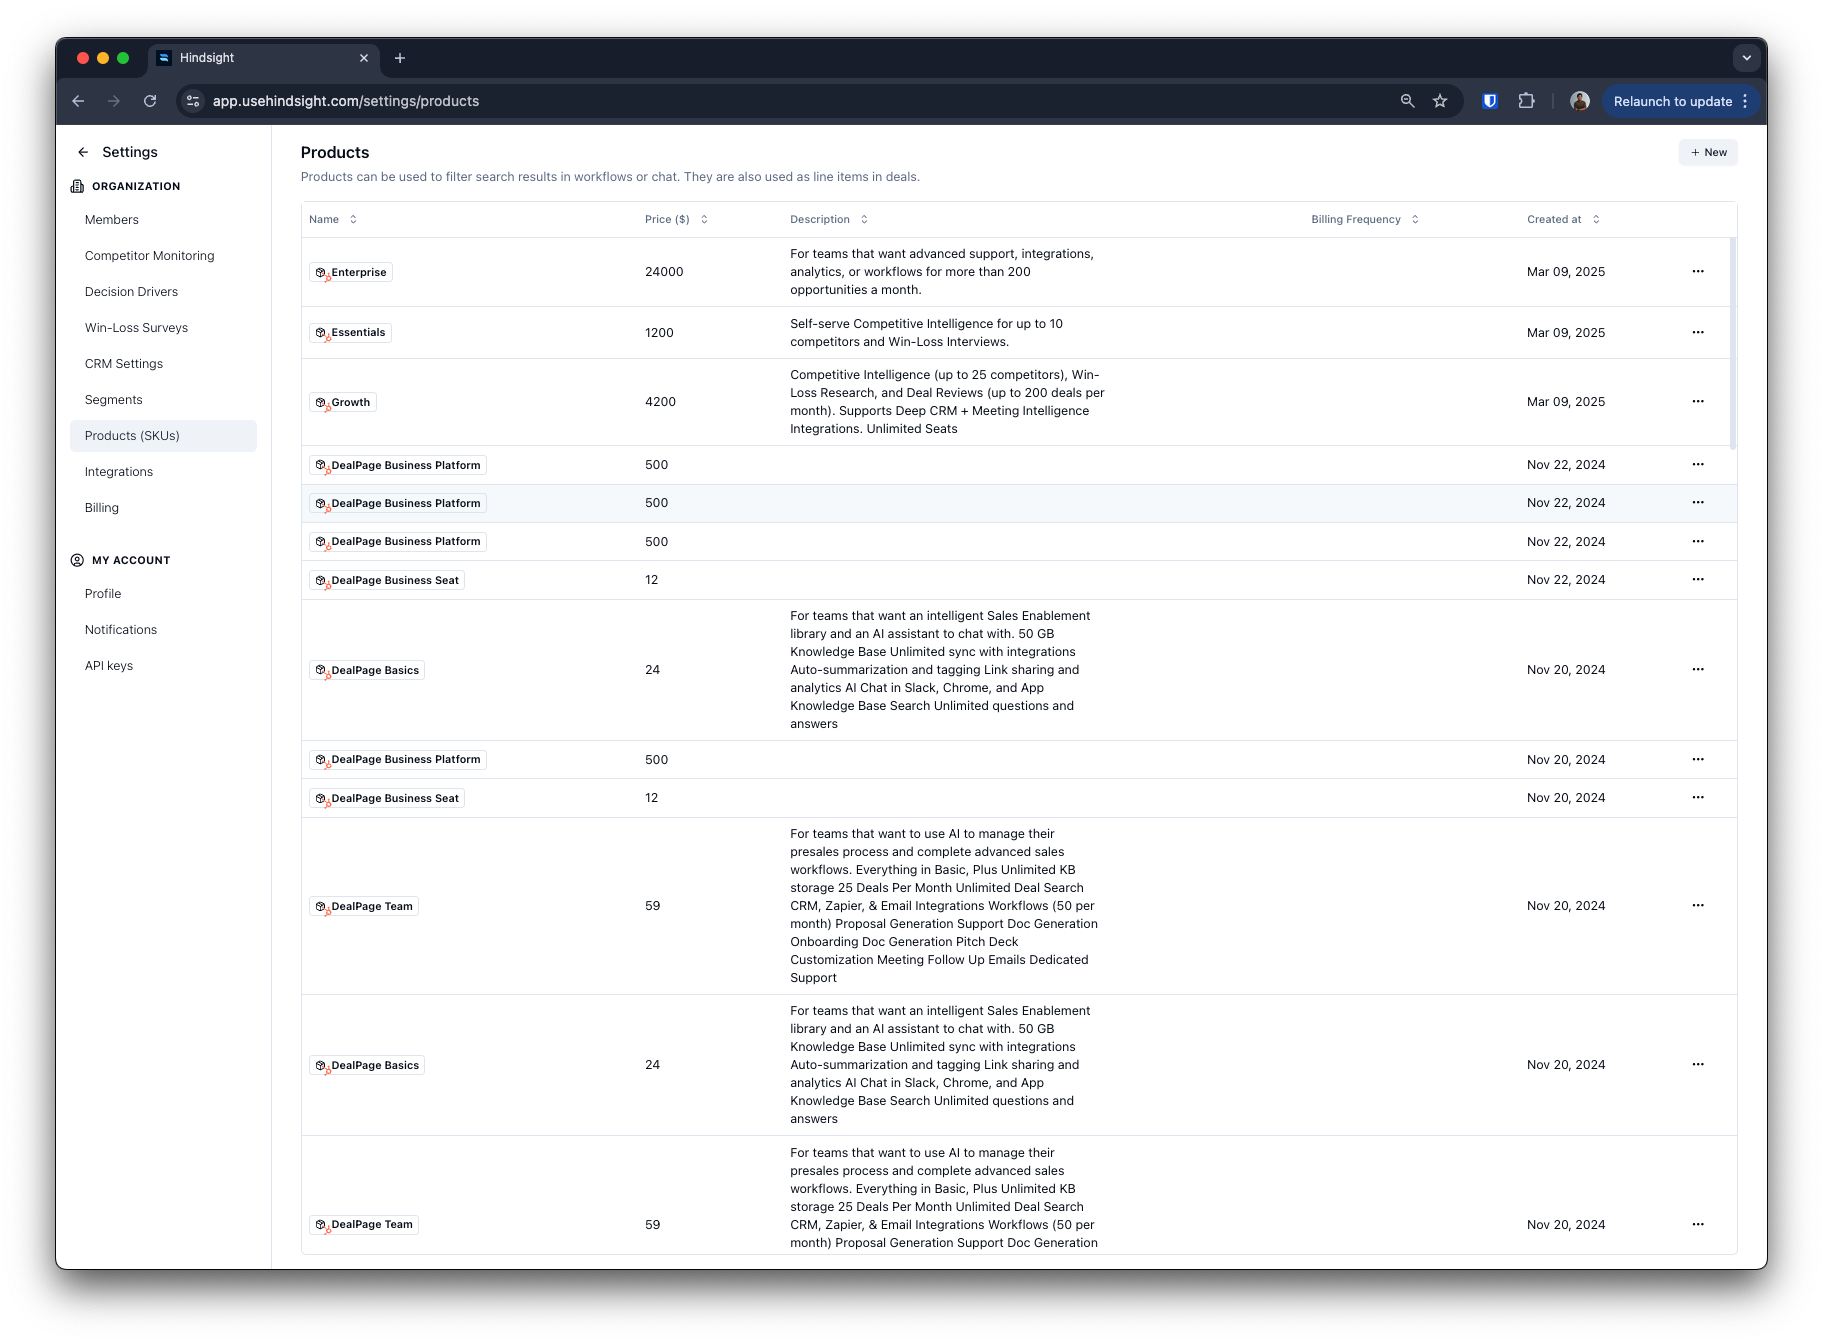 Hindsight
app.usehindsight.com/settings/products
Relaunch to update
Settings
ORGANIZATION
Members
Competitor Monitoring
Decision Drivers
Win-Loss Surveys
CRM Settings
Segments
Products (SKUs)
Integrations
Billing
MY ACCOUNT
Profile
Notifications
API keys
Products
+ New
Products can be used to filter search results in workflows or chat. They are also used as line items in deals.
Name Price ($) Description Billing Frequency Created at
Enterprise 24000 Mar 09, 2025
For teams that want advanced support, integrations,
analytics, or workflows for more than 200
opportunities a month.
Essentials 1200 Mar 09, 2025
Self-serve Competitive Intelligence for up to 10
competitors and Win-Loss Interviews.
Growth 4200 Mar 09, 2025
Competitive Intelligence (up to 25 competitors), Win-
Loss Research, and Deal Reviews (up to 200 deals per
month). Supports Deep CRM + Meeting Intelligence
Integrations. Unlimited Seats
DealPage Business Platform 500 Nov 22, 2024
DealPage Business Platform 500 Nov 22, 2024
DealPage Business Platform 500 Nov 22, 2024
DealPage Business Seat 12 Nov 22, 2024
DealPage Basics 24 Nov 20, 2024
For teams that want an intelligent Sales Enablement
library and an AI assistant to chat with. 50 GB
Knowledge Base Unlimited sync with integrations
Auto-summarization and tagging Link sharing and
analytics AI Chat in Slack, Chrome, and App
Knowledge Base Search Unlimited questions and
answers
DealPage Business Platform 500 Nov 20, 2024
DealPage Business Seat 12 Nov 20, 2024
DealPage Team 59 Nov 20, 2024
For teams that want to use AI to manage their
presales process and complete advanced sales
workflows. Everything in Basic, Plus Unlimited KB
storage 25 Deals Per Month Unlimited Deal Search
CRM, Zapier, & Email Integrations Workflows (50 per
month) Proposal Generation Support Doc Generation
Onboarding Doc Generation Pitch Deck
Customization Meeting Follow Up Emails Dedicated
Support
DealPage Basics 24 Nov 20, 2024
For teams that want an intelligent Sales Enablement
library and an AI assistant to chat with. 50 GB
Knowledge Base Unlimited sync with integrations
Auto-summarization and tagging Link sharing and
analytics AI Chat in Slack, Chrome, and App
Knowledge Base Search Unlimited questions and
answers
DealPage Team 59 Nov 20, 2024
For teams that want to use AI to manage their
presales process and complete advanced sales
workflows. Everything in Basic, Plus Unlimited KB
storage 25 Deals Per Month Unlimited Deal Search
CRM, Zapier, & Email Integrations Workflows (50 per
month) Proposal Generation Support Doc Generation